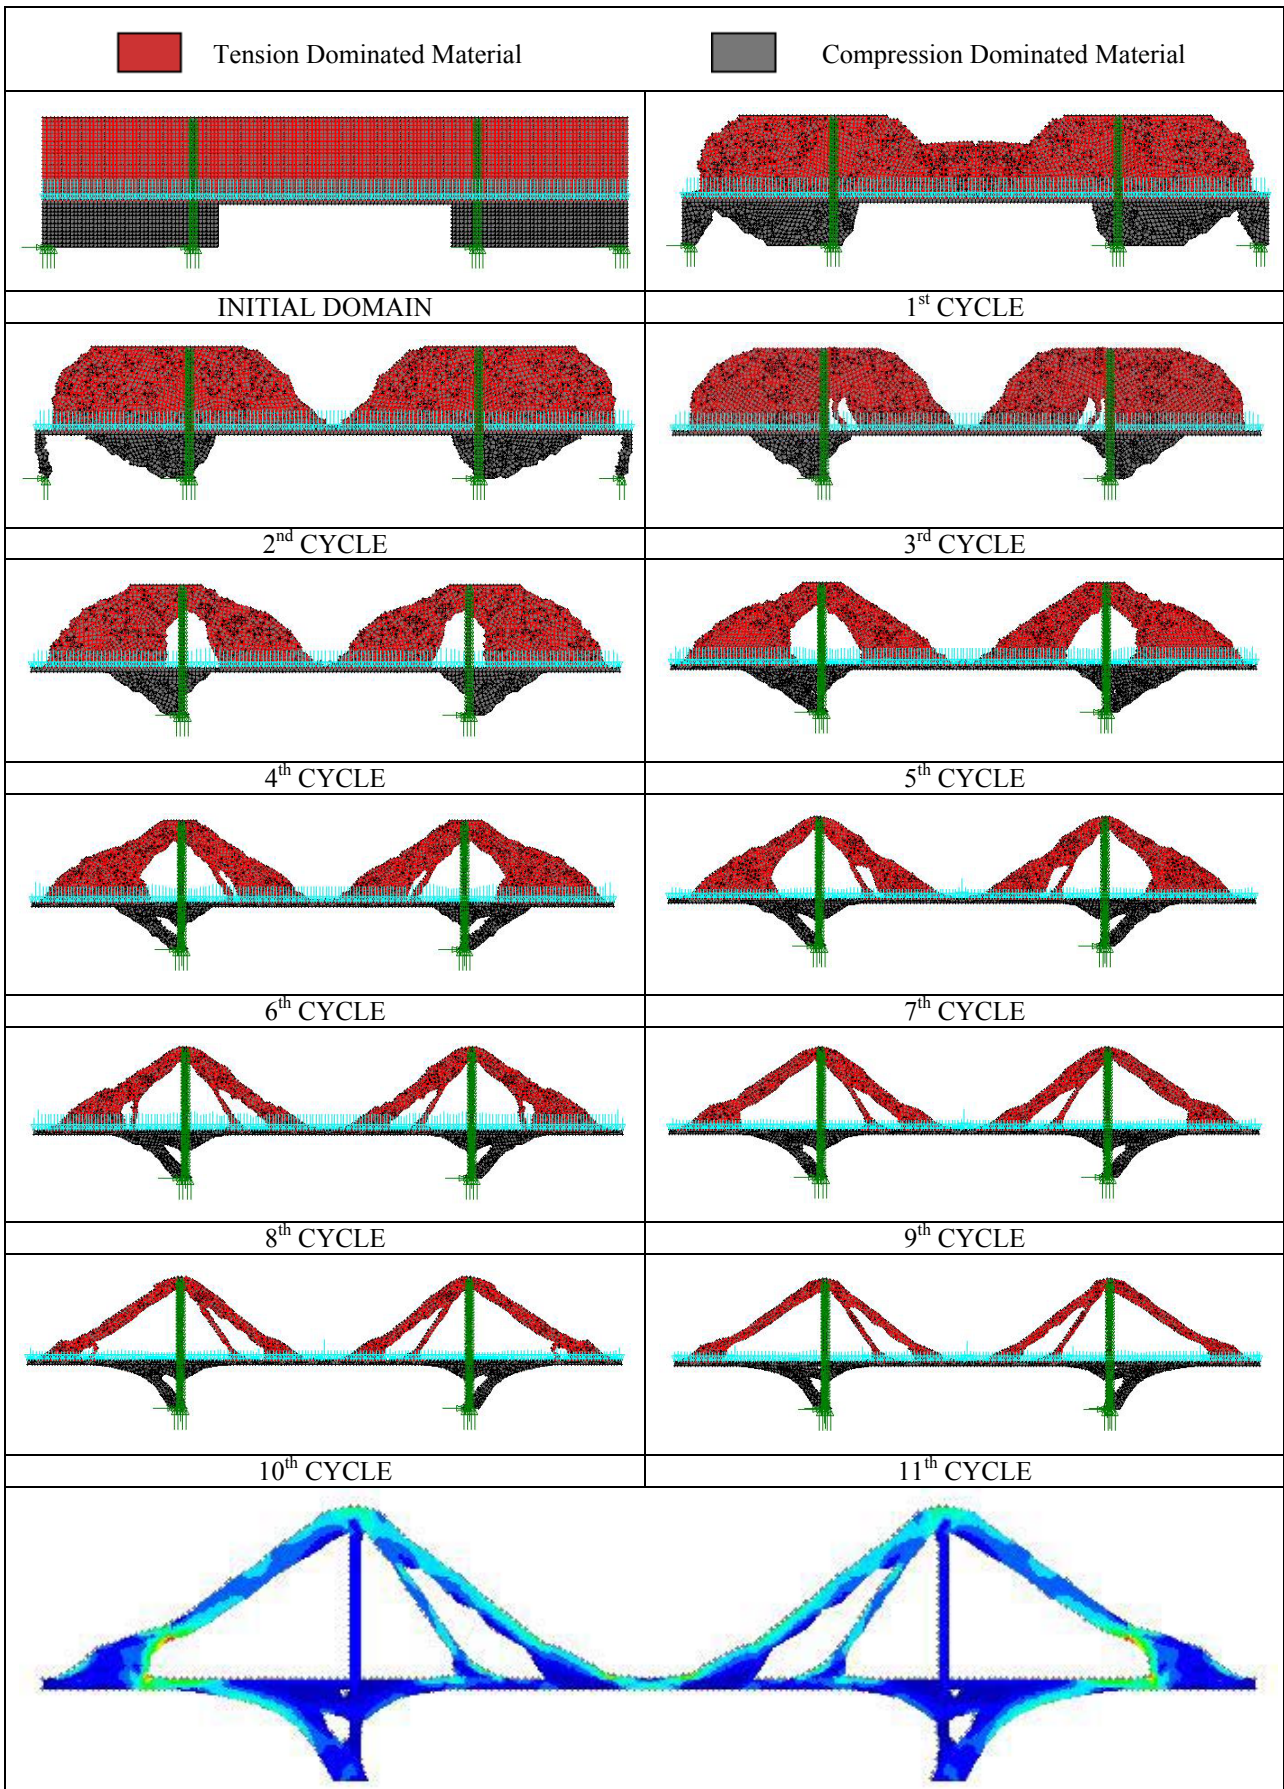 Tension Dominated Material
Compression Dominated Material
INITIAL DOMAIN
1st CYCLE
2nd CYCLE
3rd CYCLE
4th CYCLE
5th CYCLE
6th CYCLE
7th CYCLE
8th CYCLE
9th CYCLE
10th CYCLE
11th CYCLE